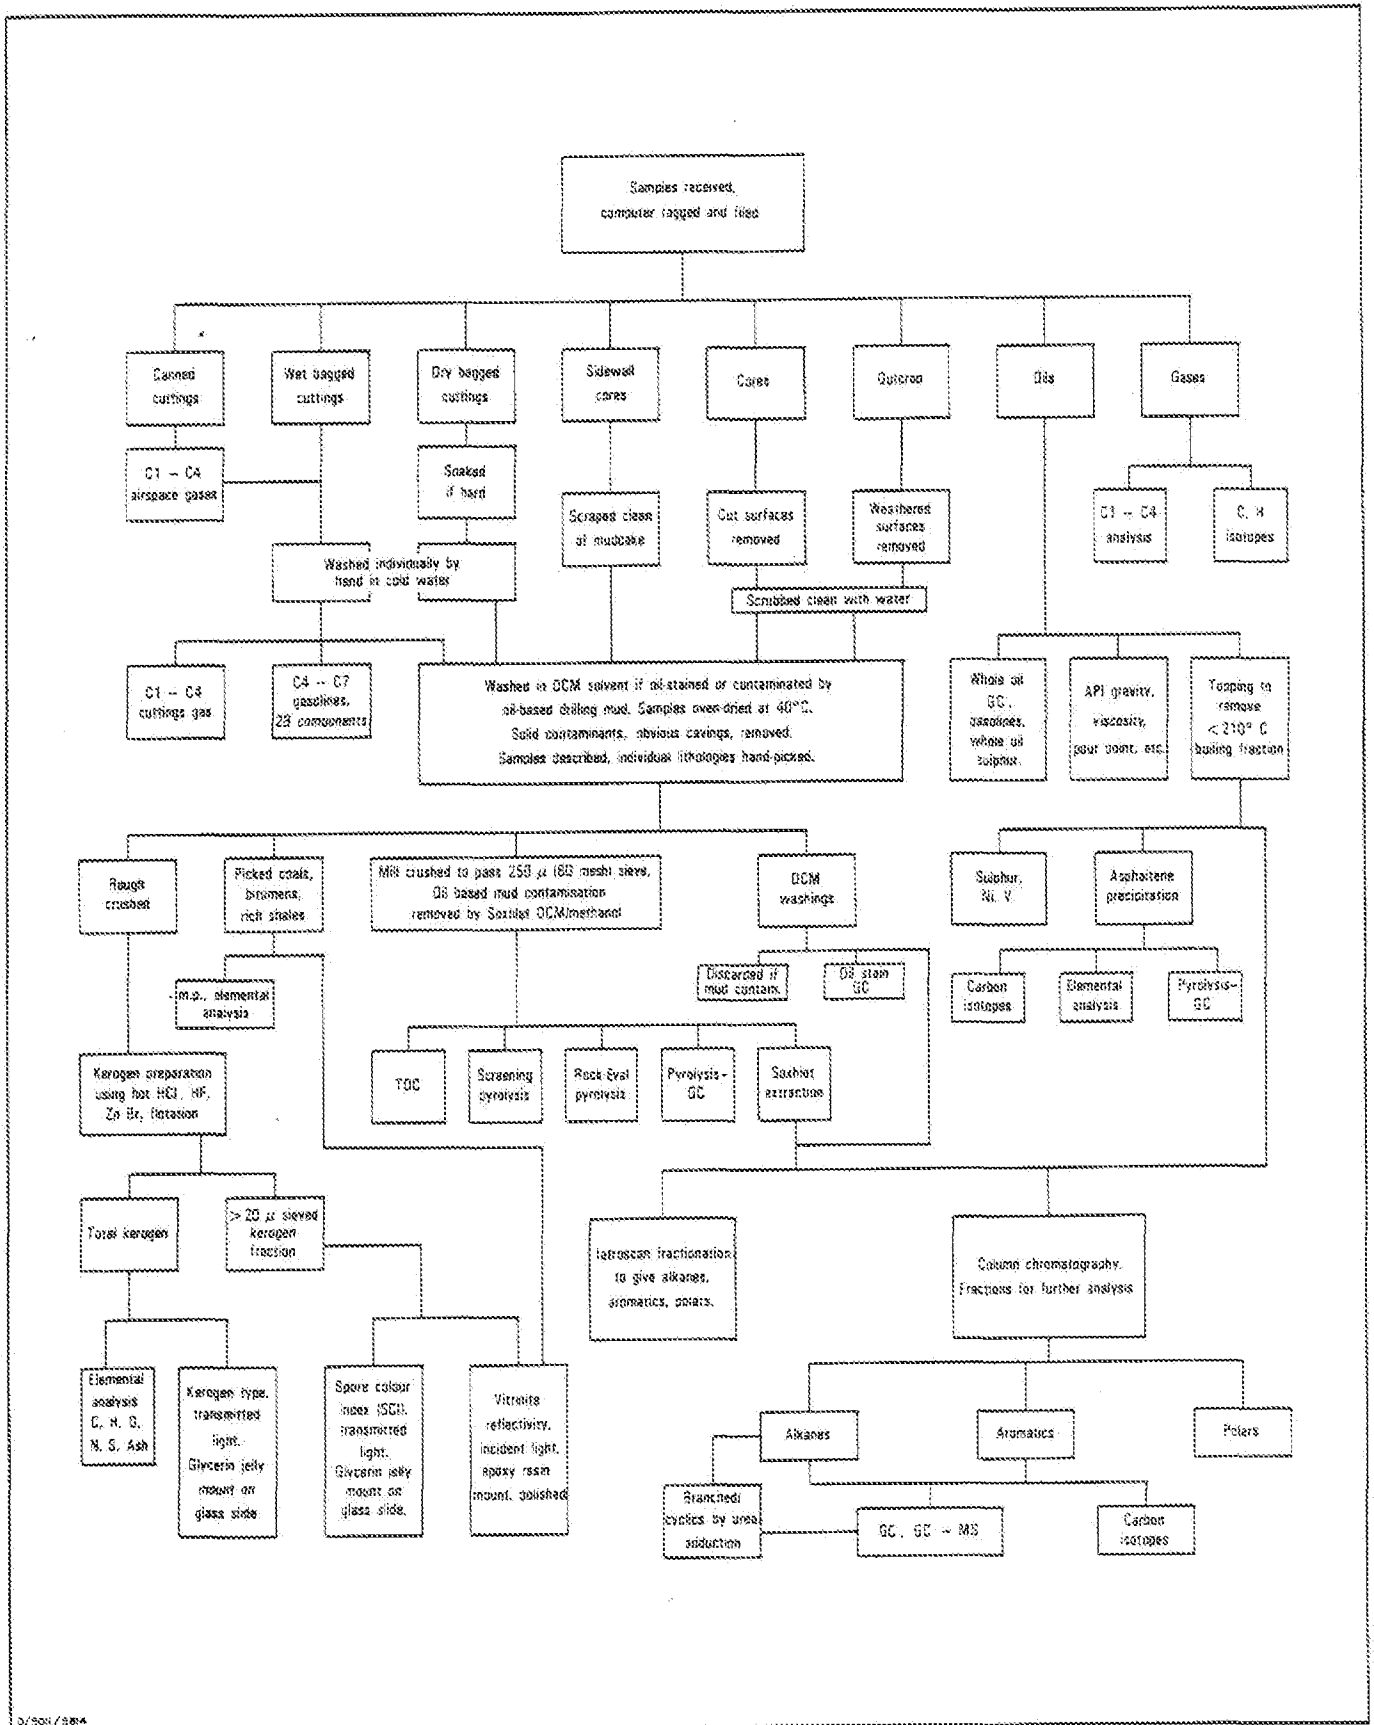 Samples received,
computer tagged and filed
Canned
cuttings
Wet bagged
cuttings
Dry bagged
cuttings
Sidewall
cores
Cores
Outcrop
Oils
Gases
C1 – C4
airspace gases
Soaked
if hard
Scraped clean
of mudcake
Cut surfaces
removed
Weathered
surfaces
removed
C1 – C4
analysis
C, H
isotopes
Washed individually by
hand in cold water
Scrubbed clean with water
C1 – C4
cuttings gas
C4 – C7
gasolines,
23 components
Washed in DCM solvent if oil-stained or contaminated by
oil-based drilling mud. Samples oven-dried at 40°C.
Solid contaminants, obvious cavings, removed.
Samples described, individual lithologies hand-picked.
Whole oil
GC,
gasolines,
whole oil
sulphur.
API gravity,
viscosity,
pour point, etc.
Topping to
remove
<210° C
boiling fraction
Rough
crushed
Picked coals,
bitumens,
rich shales
Mill crushed to pass 250 μ (60 mesh) sieve.
Oil based mud contamination
removed by Soxhlet DCM/methanol
DCM
washings
Sulphur,
Ni, V
Asphaltene
precipitation
m.p., elemental
analysis
Discarded if
mud contam.
Oil stain
GC
Carbon
isotopes
Elemental
analysis
Pyrolysis-
GC
Kerogen preparation
using hot HCl, HF,
Zn Br₂ flotation
TOC
Screening
pyrolysis
Rock Eval
pyrolysis
Pyrolysis-
GC
Soxhlet
extraction
Total kerogen
>20 μ sieved
kerogen
fraction
Iatroscan fractionation
to give alkanes,
aromatics, polars.
Column chromatography.
Fractions for further analysis
Elemental
analysis
C, H, O,
N, S, Ash
Kerogen type,
transmitted
light.
Glycerin jelly
mount on
glass slide
Spore colour
index (SCI),
transmitted
light.
Glycerin jelly
mount on
glass slide.
Vitrinite
reflectivity,
incident light,
epoxy resin
mount, polished
Alkanes
Aromatics
Polars
Branched/
cyclics by urea
adduction
GC, GC – MS
Carbon
isotopes